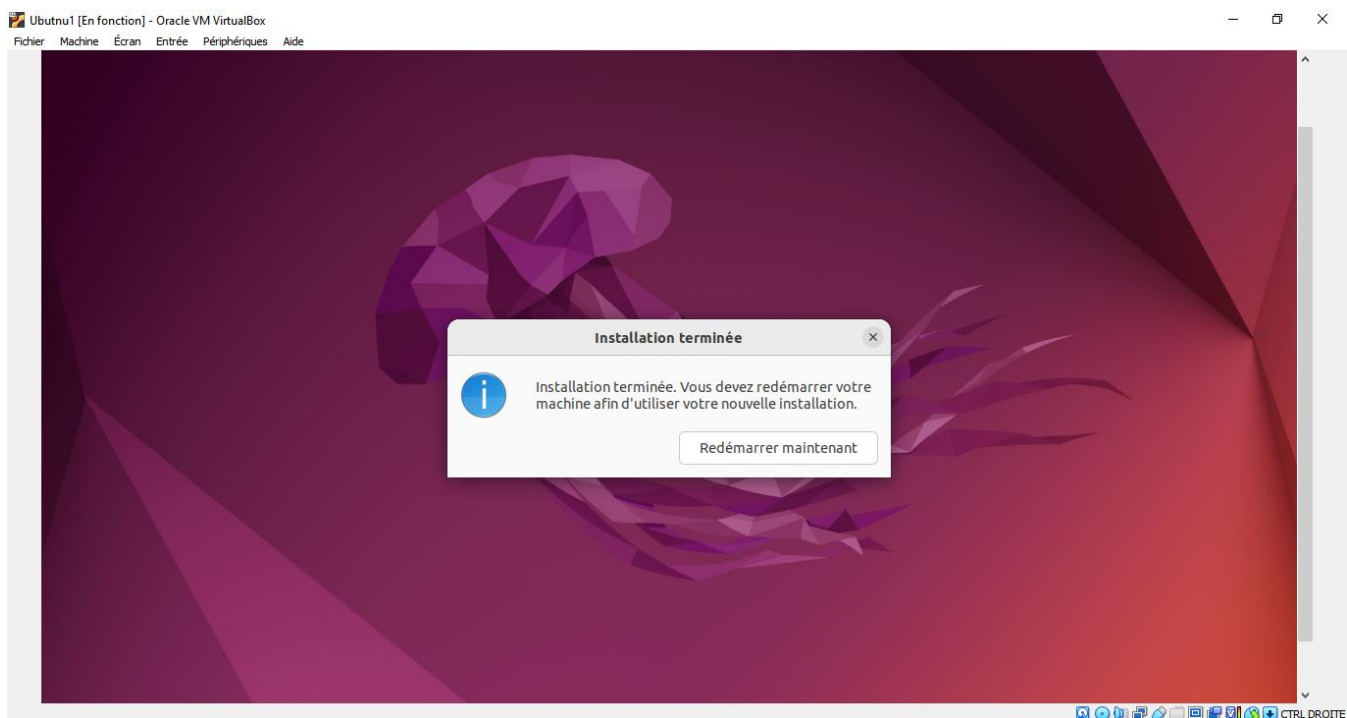 Ubutnu1 [En fonction] - Oracle VM VirtualBox
Fichier Machine Écran Entrée Périphériques Aide
Installation terminée
Installation terminée. Vous devez redémarrer votre
machine afin d'utiliser votre nouvelle installation.
Redémarrer maintenant
CTRL DROITE